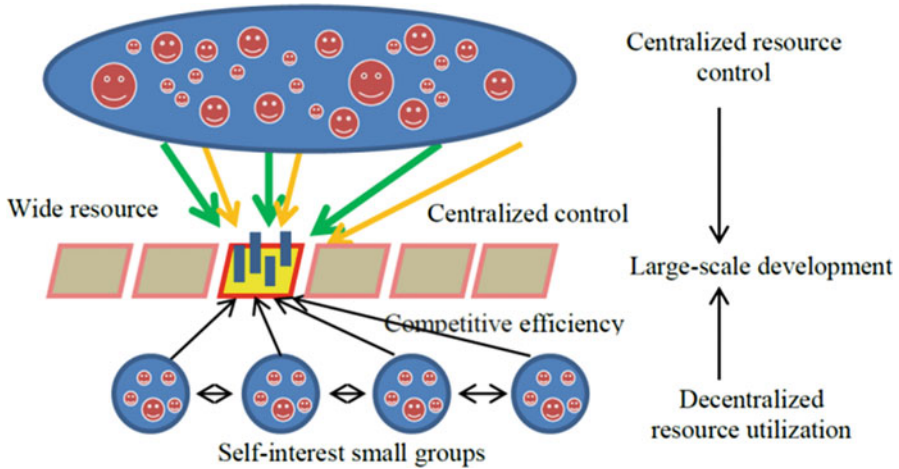 Centralized resource
control
Wide resource
Centralized control
Large-scale development
Competitive efficiency
Decentralized
resource utilization
Self-interest small groups